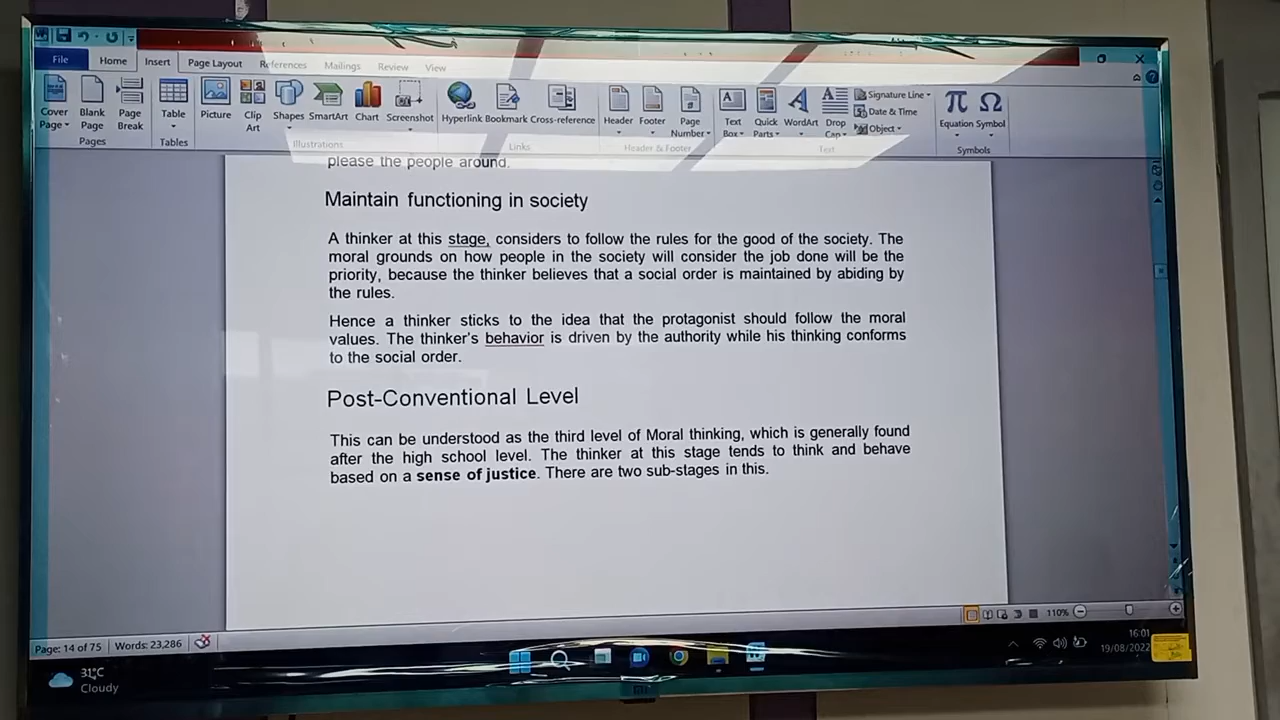 File Home Insert Page Layout References Mailings Review View
Cover Page Blank Page Page Break Table Picture Clip Art Shapes SmartArt Chart Screenshot Hyperlink Bookmark Cross-reference Header Footer Page Number Text Box Quick Parts WordArt Drop Cap Signature Line Date & Time Object Equation Symbol
Pages Tables Illustrations Links Header & Footer Text Symbols
please the people around.
Maintain functioning in society
A thinker at this stage, considers to follow the rules for the good of the society. The
moral grounds on how people in the society will consider the job done will be the
priority, because the thinker believes that a social order is maintained by abiding by
the rules.
Hence a thinker sticks to the idea that the protagonist should follow the moral
values. The thinker's behavior is driven by the authority while his thinking conforms
to the social order.
Post-Conventional Level
This can be understood as the third level of Moral thinking, which is generally found
after the high school level. The thinker at this stage tends to think and behave
based on a sense of justice. There are two sub-stages in this.
Page: 14 of 75 Words: 23,286 110%
31°C
Cloudy
16:01
19/08/2022
mi